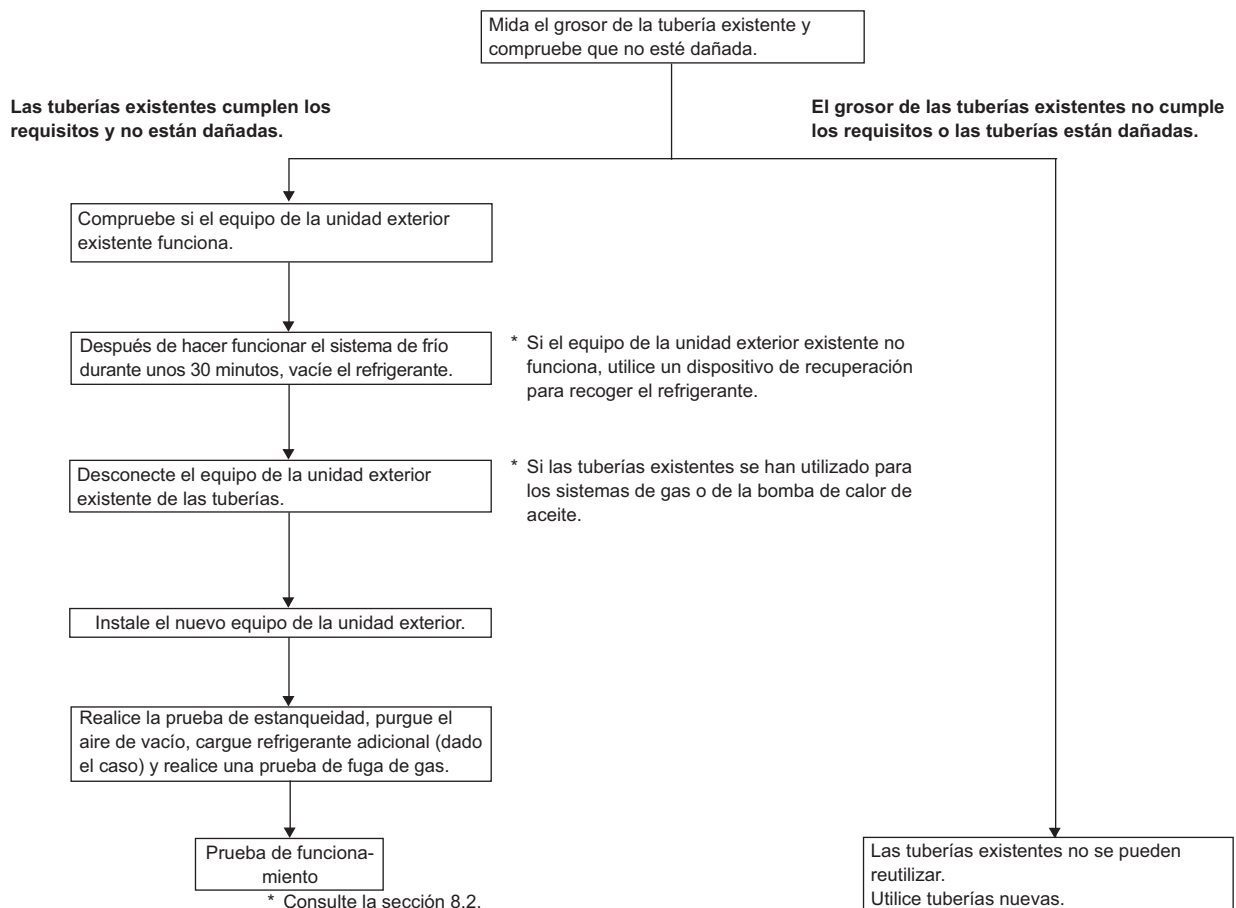 Mida el grosor de la tubería existente y
compruebe que no esté dañada.
Las tuberías existentes cumplen los
requisitos y no están dañadas.
El grosor de las tuberías existentes no cumple
los requisitos o las tuberías están dañadas.
Compruebe si el equipo de la unidad exterior
existente funciona.
Después de hacer funcionar el sistema de frío
durante unos 30 minutos, vacíe el refrigerante.
* Si el equipo de la unidad exterior existente no
funciona, utilice un dispositivo de recuperación
para recoger el refrigerante.
Desconecte el equipo de la unidad exterior
existente de las tuberías.
* Si las tuberías existentes se han utilizado para
los sistemas de gas o de la bomba de calor de
aceite.
Instale el nuevo equipo de la unidad exterior.
Realice la prueba de estanqueidad, purgue el
aire de vacío, cargue refrigerante adicional (dado
el caso) y realice una prueba de fuga de gas.
Prueba de funciona-
miento
* Consulte la sección 8.2.
Las tuberías existentes no se pueden
reutilizar.
Utilice tuberías nuevas.